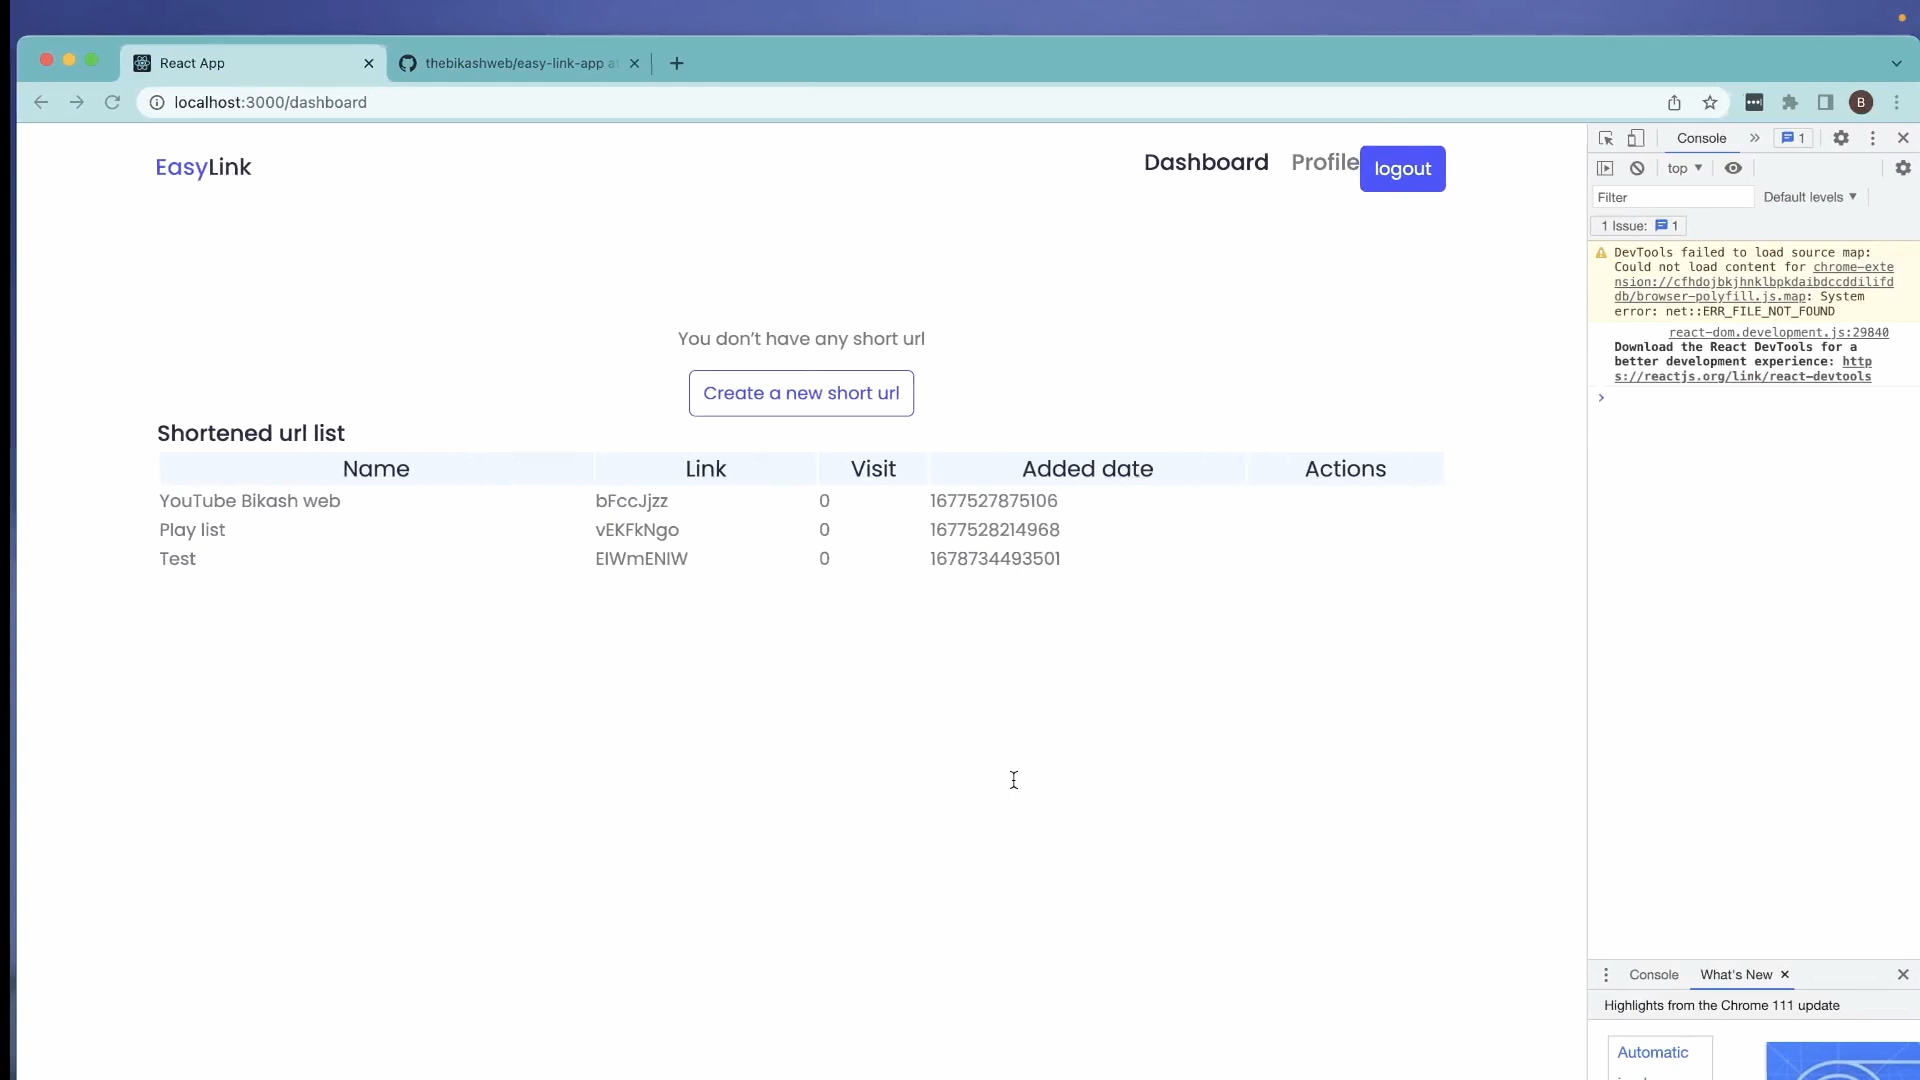 React App
thebikashweb/easy-link-app a
localhost:3000/dashboard
B
EasyLink
Dashboard
Profile
logout
You don't have any short url
Create a new short url
Shortened url list
Name Link Visit Added date Actions
YouTube Bikash web bFccJjzz 0 1677527875106
Play list vEKFkNgo 0 1677528214968
Test ElWmENIW 0 1678734493501
Console
1
top
Filter
Default levels
1 Issue: 1
DevTools failed to load source map:
Could not load content for chrome-exte
nsion://cfhdojbkjhnklbpkdaibdccddilifd
db/browser-polyfill.js.map: System
error: net::ERR_FILE_NOT_FOUND
react-dom.development.js:29840
Download the React DevTools for a
better development experience: http
s://reactjs.org/link/react-devtools
Console What's New
Highlights from the Chrome 111 update
Automatic